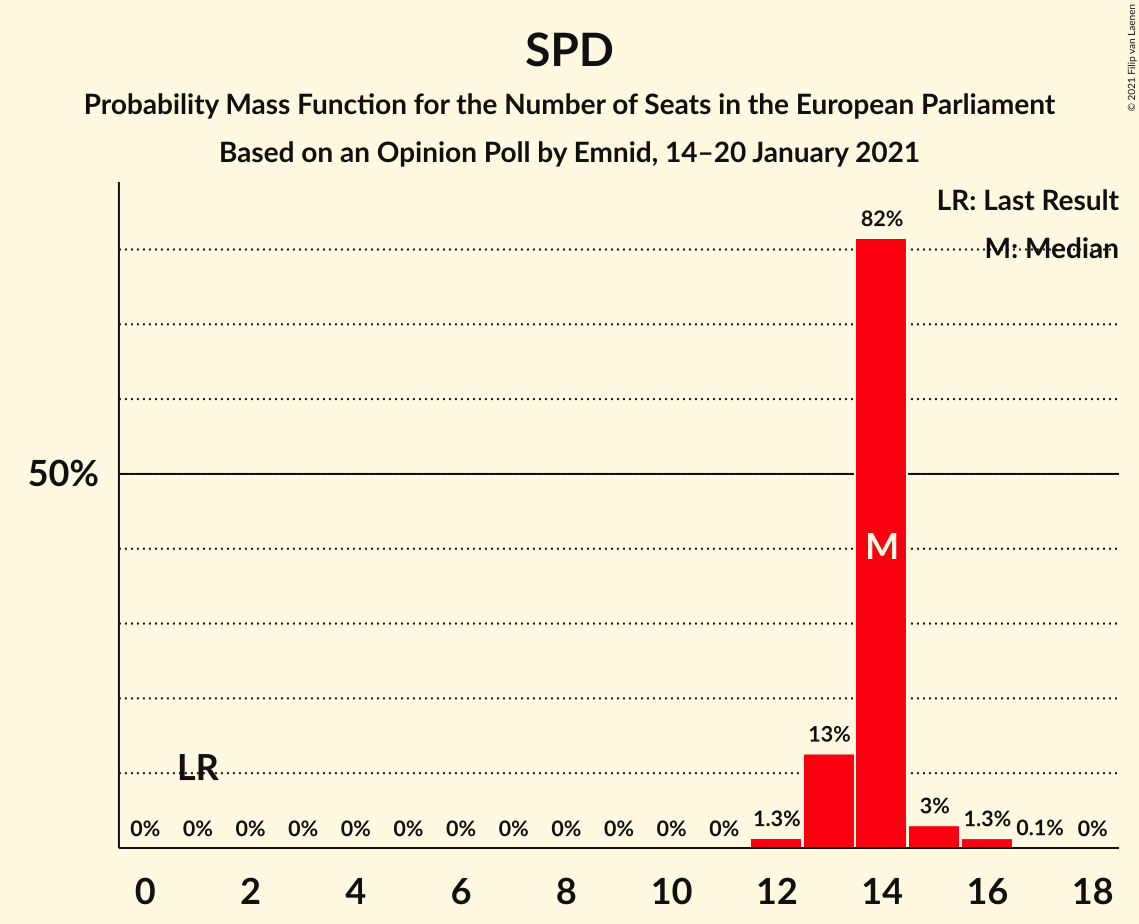 SPD
Probability Mass Function for the Number of Seats in the European Parliament
Based on an Opinion Poll by Emnid, 14–20 January 2021
© 2021 Filip van Laenen
LR: Last Result
M: Median
82%
50%
M
13%
LR
0% 0% 0% 0% 0% 0% 0% 0% 0% 0% 0% 0% 1.3% 3% 1.3% 0.1% 0%
0 2 4 6 8 10 12 14 16 18